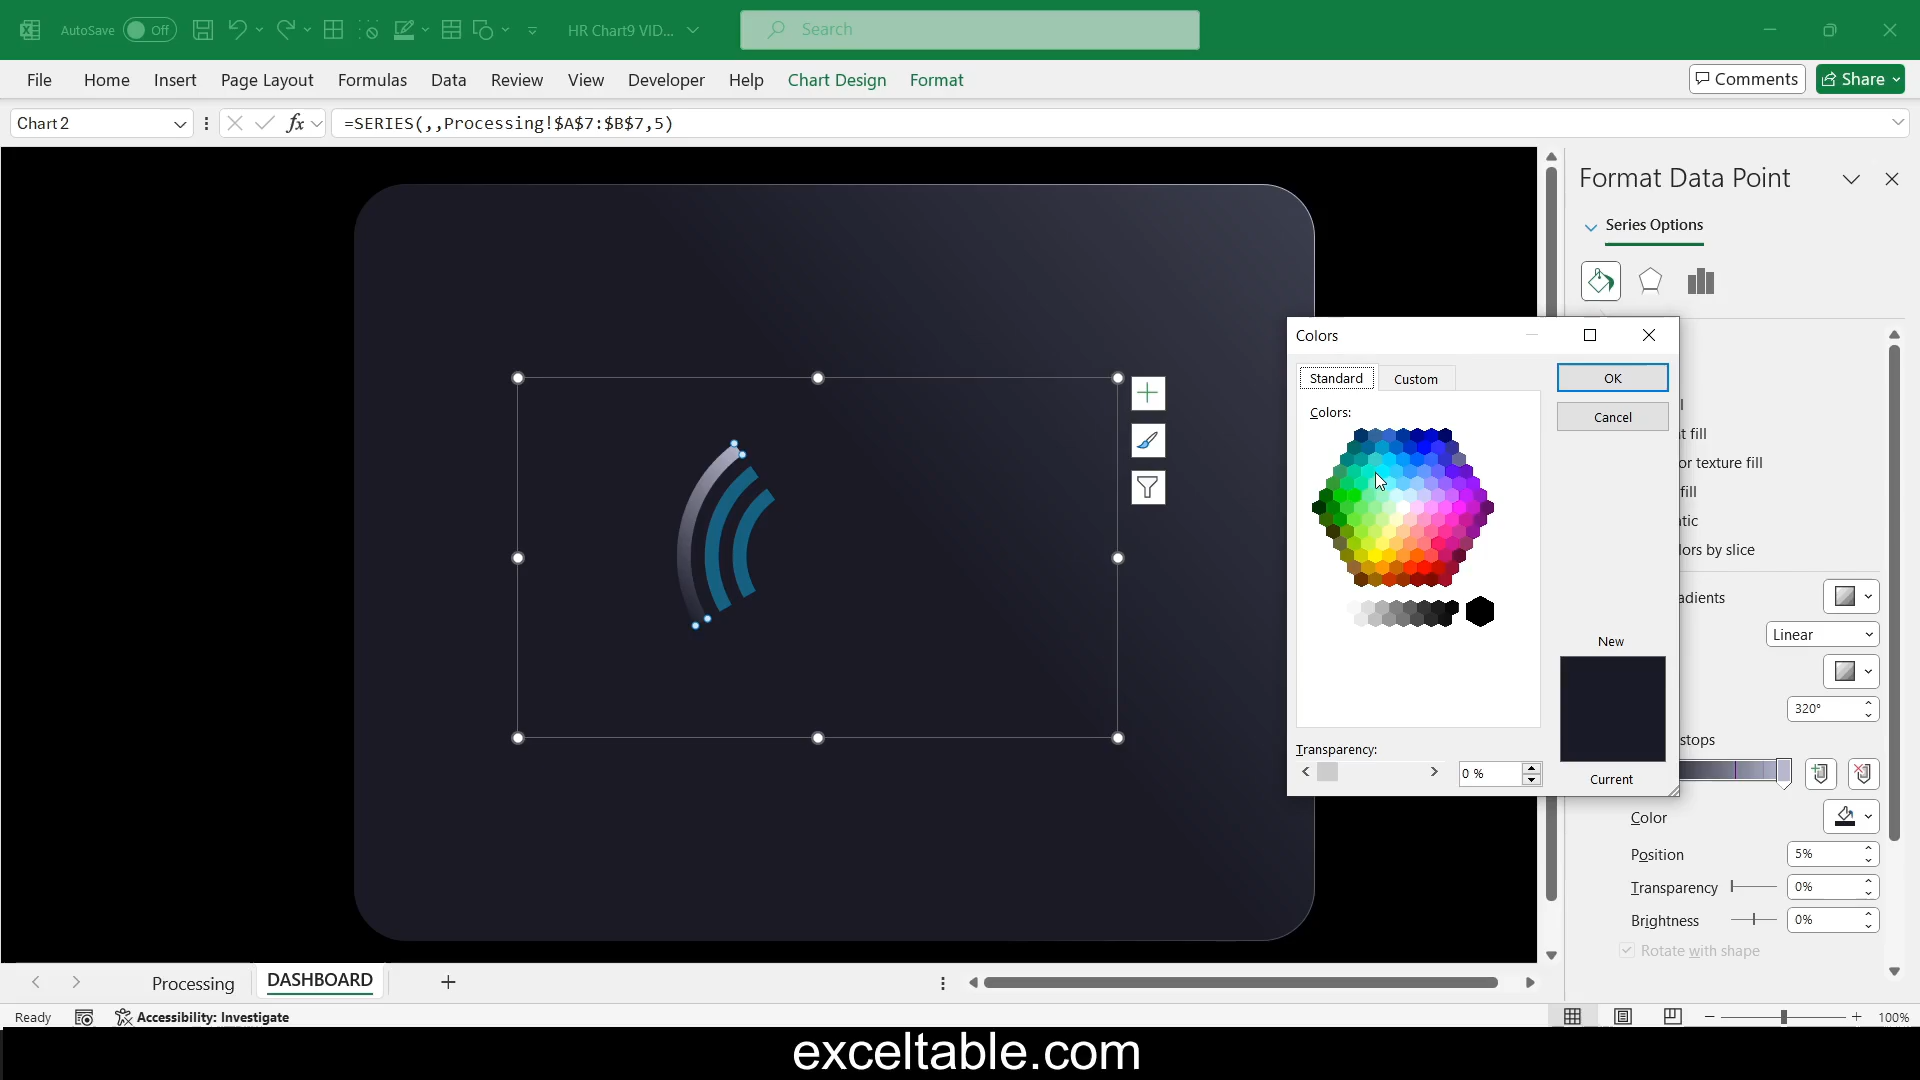 AutoSave Off HR Chart9 VID... Search
File Home Insert Page Layout Formulas Data Review View Developer Help Chart Design Format Comments Share
Chart 2 fx =SERIES(,,Processing!$A$7:$B$7,5)
Format Data Point
Series Options
Colors
Standard Custom OK
Cancel
Colors:
l
t fill
or texture fill
fill
tic
lors by slice
adients
Linear
New
320°
stops
Transparency:
0 %
Current
Color
Position 5%
Transparency 0%
Brightness 0%
Rotate with shape
Processing DASHBOARD
Ready Accessibility: Investigate 100%
exceltable.com